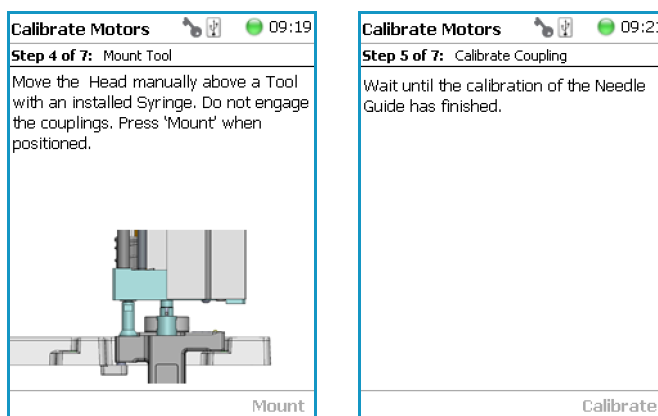 Calibrate Motors 09:19
Step 4 of 7: Mount Tool
Move the Head manually above a Tool
with an installed Syringe. Do not engage
the couplings. Press 'Mount' when
positioned.
Mount
Calibrate Motors 09:21
Step 5 of 7: Calibrate Coupling
Wait until the calibration of the Needle
Guide has finished.
Calibrate